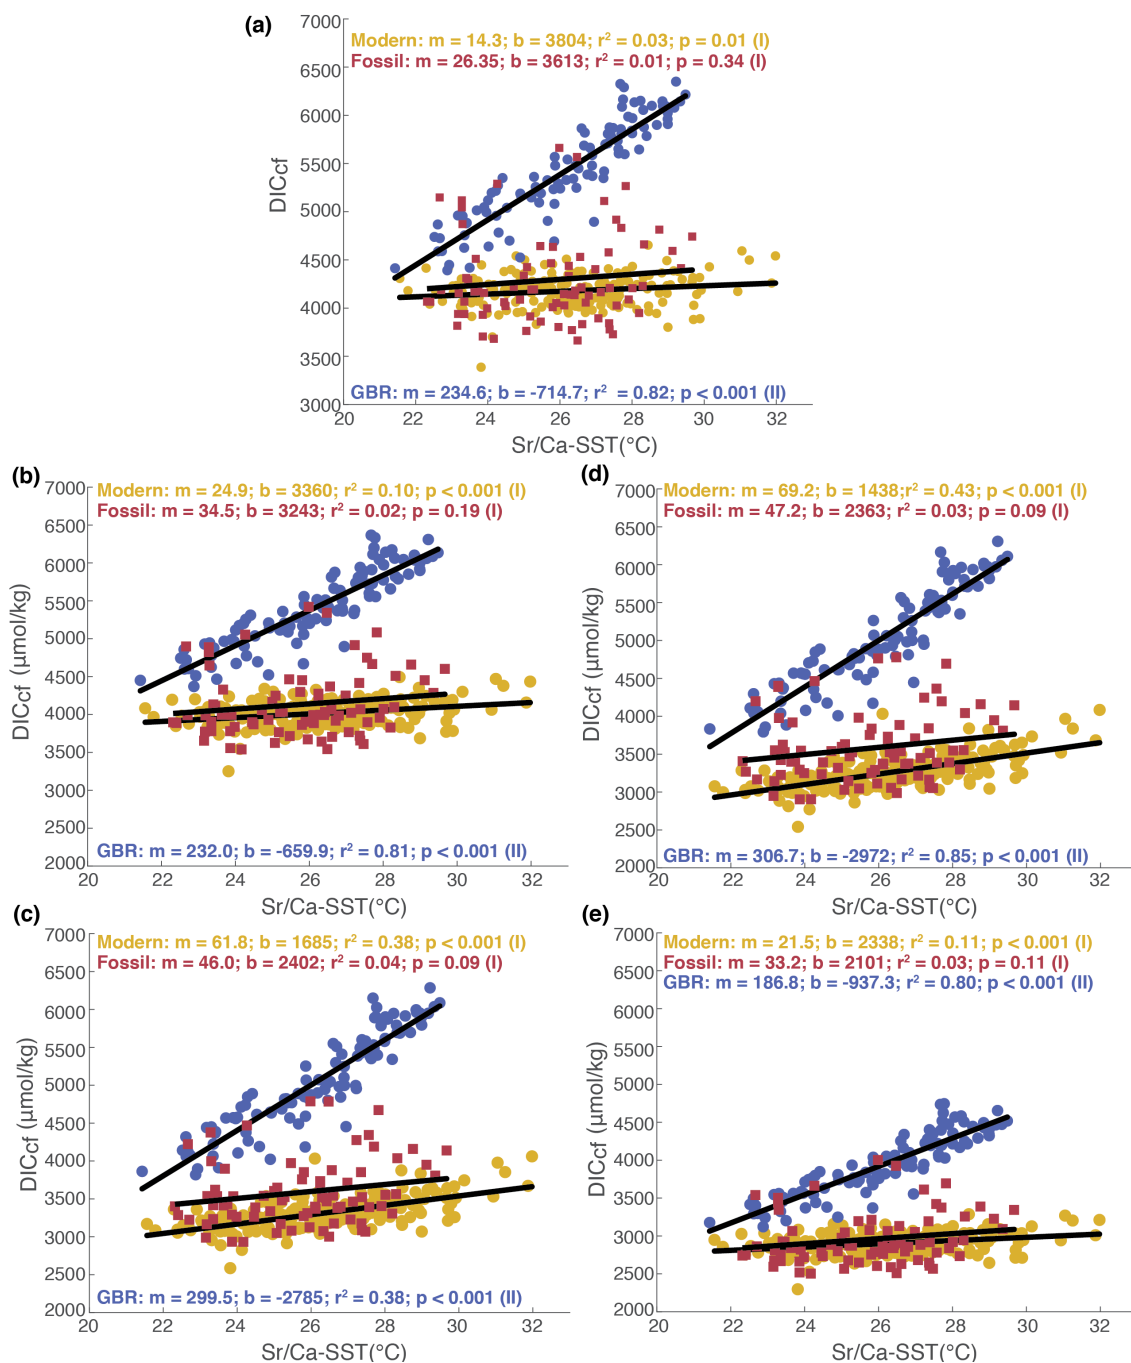 (a)
7000
6500
6000
5500
5000
4500
4000
3500
3000
DICcf
Modern: m = 14.3; b = 3804; r² = 0.03; p = 0.01 (I)
Fossil: m = 26.35; b = 3613; r² = 0.01; p = 0.34 (I)
GBR: m = 234.6; b = -714.7; r² = 0.82; p < 0.001 (II)
20 22 24 26 28 30 32
Sr/Ca-SST(°C)
(b)
7000
6500
6000
5500
5000
4500
4000
3500
3000
2500
2000
DICcf (μmol/kg)
Modern: m = 24.9; b = 3360; r² = 0.10; p < 0.001 (I)
Fossil: m = 34.5; b = 3243; r² = 0.02; p = 0.19 (I)
GBR: m = 232.0; b = -659.9; r² = 0.81; p < 0.001 (II)
20 22 24 26 28 30 32
Sr/Ca-SST(°C)
(d)
7000
6500
6000
5500
5000
4500
4000
3500
3000
2500
2000
DICcf (μmol/kg)
Modern: m = 69.2; b = 1438;r² = 0.43; p < 0.001 (I)
Fossil: m = 47.2; b = 2363; r² = 0.03; p = 0.09 (I)
GBR: m = 306.7; b = -2972; r² = 0.85; p < 0.001 (II)
20 22 24 26 28 30 32
Sr/Ca-SST(°C)
(c)
7000
6500
6000
5500
5000
4500
4000
3500
3000
2500
2000
DICcf (μmol/kg)
Modern: m = 61.8; b = 1685; r² = 0.38; p < 0.001 (I)
Fossil: m = 46.0; b = 2402; r² = 0.04; p = 0.09 (I)
GBR: m = 299.5; b = -2785; r² = 0.38; p < 0.001 (II)
20 22 24 26 28 30 32
Sr/Ca-SST(°C)
(e)
7000
6500
6000
5500
5000
4500
4000
3500
3000
2500
2000
DICcf (μmol/kg)
Modern: m = 21.5; b = 2338; r² = 0.11; p < 0.001 (I)
Fossil: m = 33.2; b = 2101; r² = 0.03; p = 0.11 (I)
GBR: m = 186.8; b = -937.3; r² = 0.80; p < 0.001 (II)
20 22 24 26 28 30 32
Sr/Ca-SST(°C)